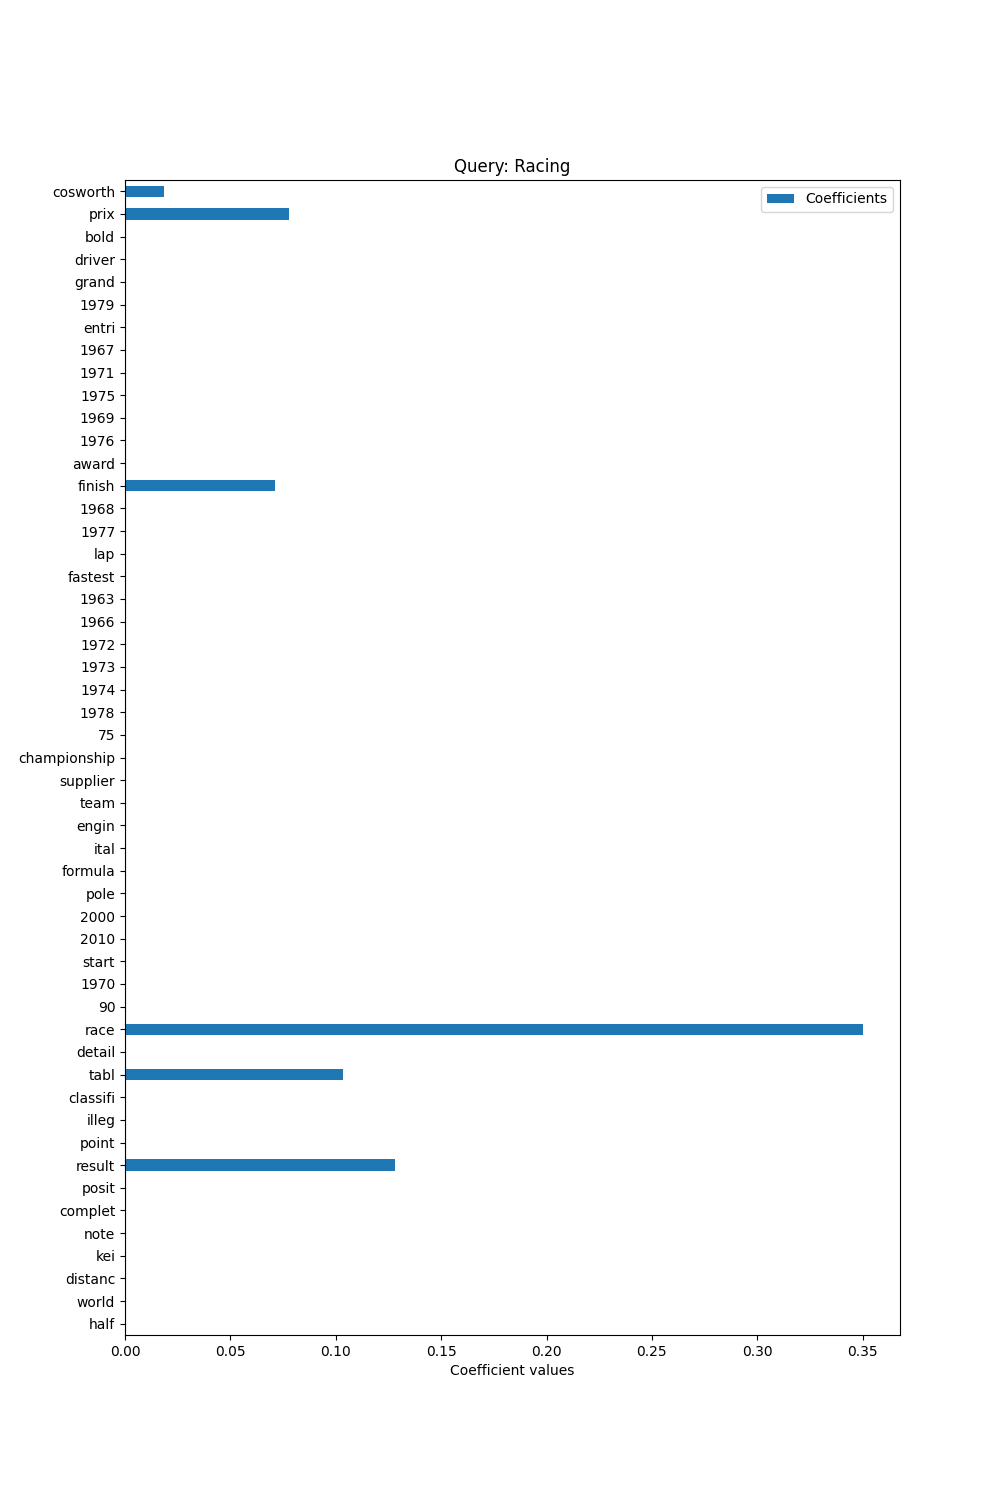 Query: Racing
Coefficients
cosworth
prix
bold
driver
grand
1979
entri
1967
1971
1975
1969
1976
award
finish
1968
1977
lap
fastest
1963
1966
1972
1973
1974
1978
75
championship
supplier
team
engin
ital
formula
pole
2000
2010
start
1970
90
race
detail
tabl
classifi
illeg
point
result
posit
complet
note
kei
distanc
world
half
0.00 0.05 0.10 0.15 0.20 0.25 0.30 0.35
Coefficient values